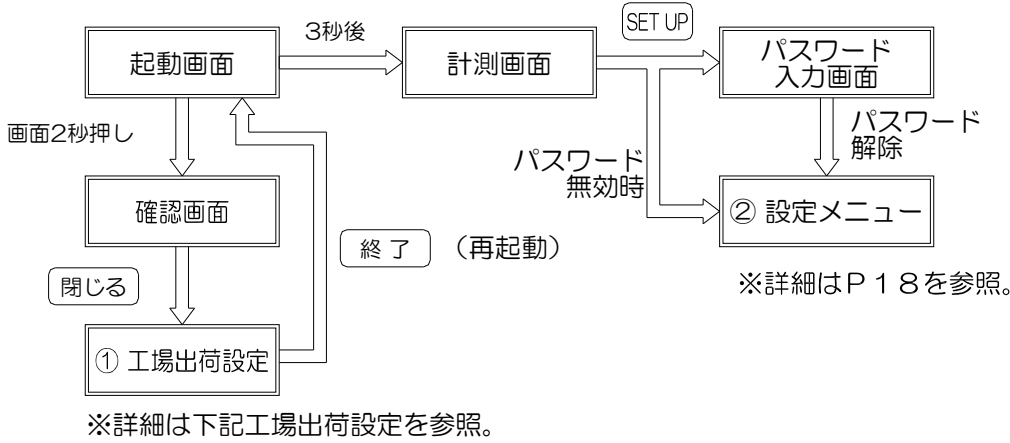 起動画面
3秒後
計測画面
SET UP
パスワード
入力画面
画面2秒押し
パスワード
解除
パスワード
無効時
確認画面
② 設定メニュー
終 了
(再起動)
閉じる
※詳細はP18を参照。
① 工場出荷設定
※詳細は下記工場出荷設定を参照。